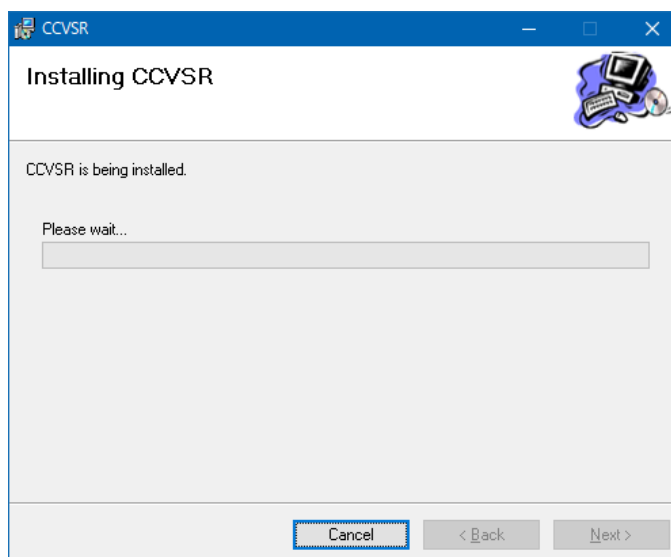 CCVSR
Installing CCVSR
CCVSR is being installed.
Please wait...
Cancel
< Back
Next >